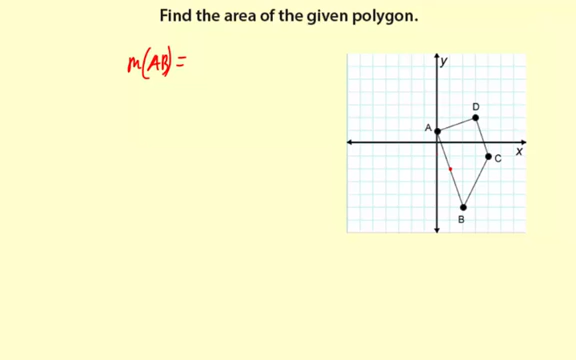 Find the area of the given polygon.
m(AB)=
y
D
A
C
x
B